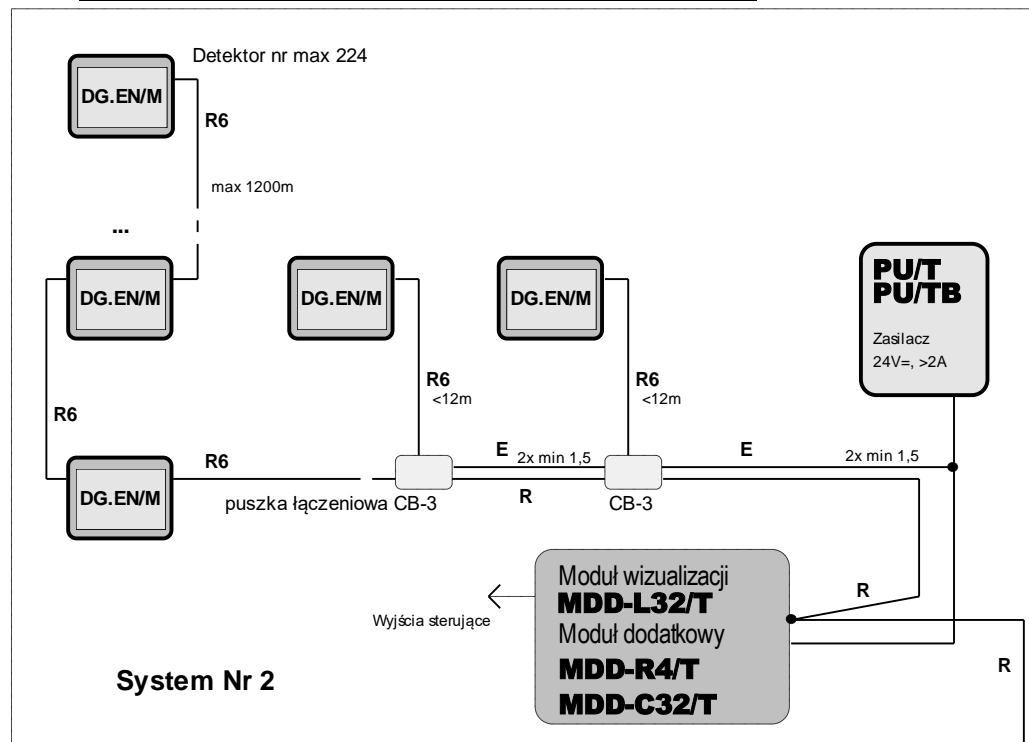 Detektor nr max 224
DG.EN/M
R6
max 1200m
...
DG.EN/M
DG.EN/M
DG.EN/M
PU/T
PU/TB
Zasilacz
24V=, >2A
R6
<12m
R6
<12m
R6
R6
E
2x min 1,5
E
2x min 1,5
DG.EN/M
puszka łączeniowa CB-3
R
CB-3
Moduł wizualizacji
MDD-L32/T
Moduł dodatkowy
MDD-R4/T
MDD-C32/T
R
Wyjścia sterujące
R
System Nr 2